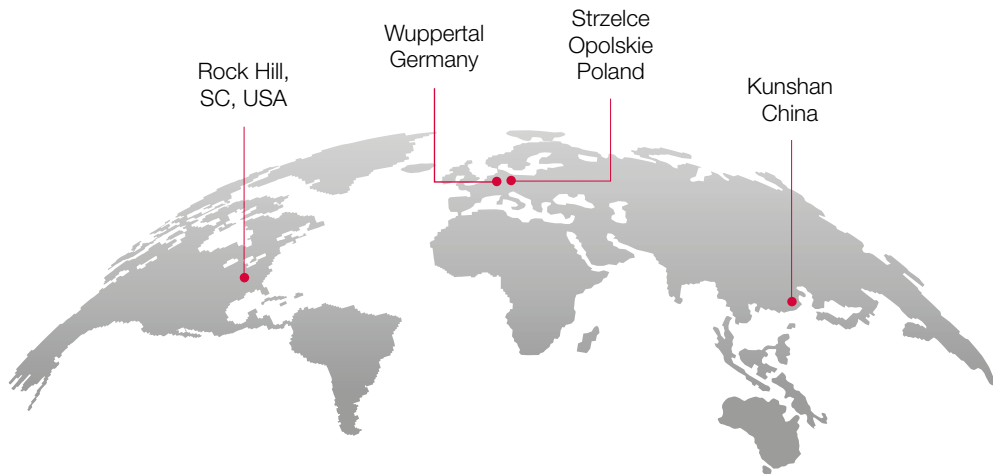 Rock Hill,
SC, USA
Wuppertal
Germany
Strzelce
Opolskie
Poland
Kunshan
China